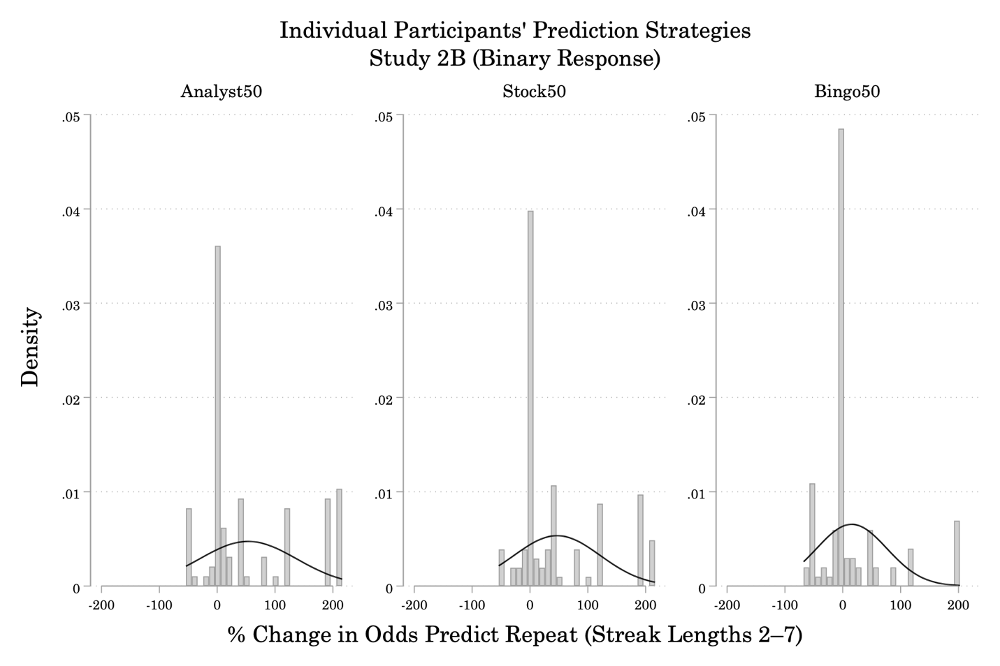 Individual Participants' Prediction Strategies
Study 2B (Binary Response)
Analyst50
Stock50
Bingo50
Density
.05
.04
.03
.02
.01
0
-200 -100 0 100 200
.05
.04
.03
.02
.01
0
-200 -100 0 100 200
.05
.04
.03
.02
.01
0
-200 -100 0 100 200
% Change in Odds Predict Repeat (Streak Lengths 2–7)